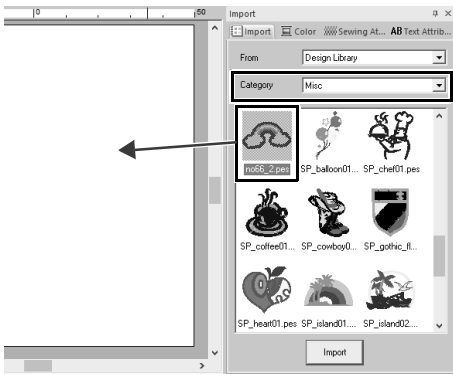 0 50
Import
Import Color Sewing At... AB Text Attrib...
From Design Library
Category Misc
no66_2.pes SP_balloon01... SP_chef01.pes
SP_coffee01... SP_cowboy0... SP_gothic_fl...
SP_heart01.pes SP_island01.... SP_island02....
Import